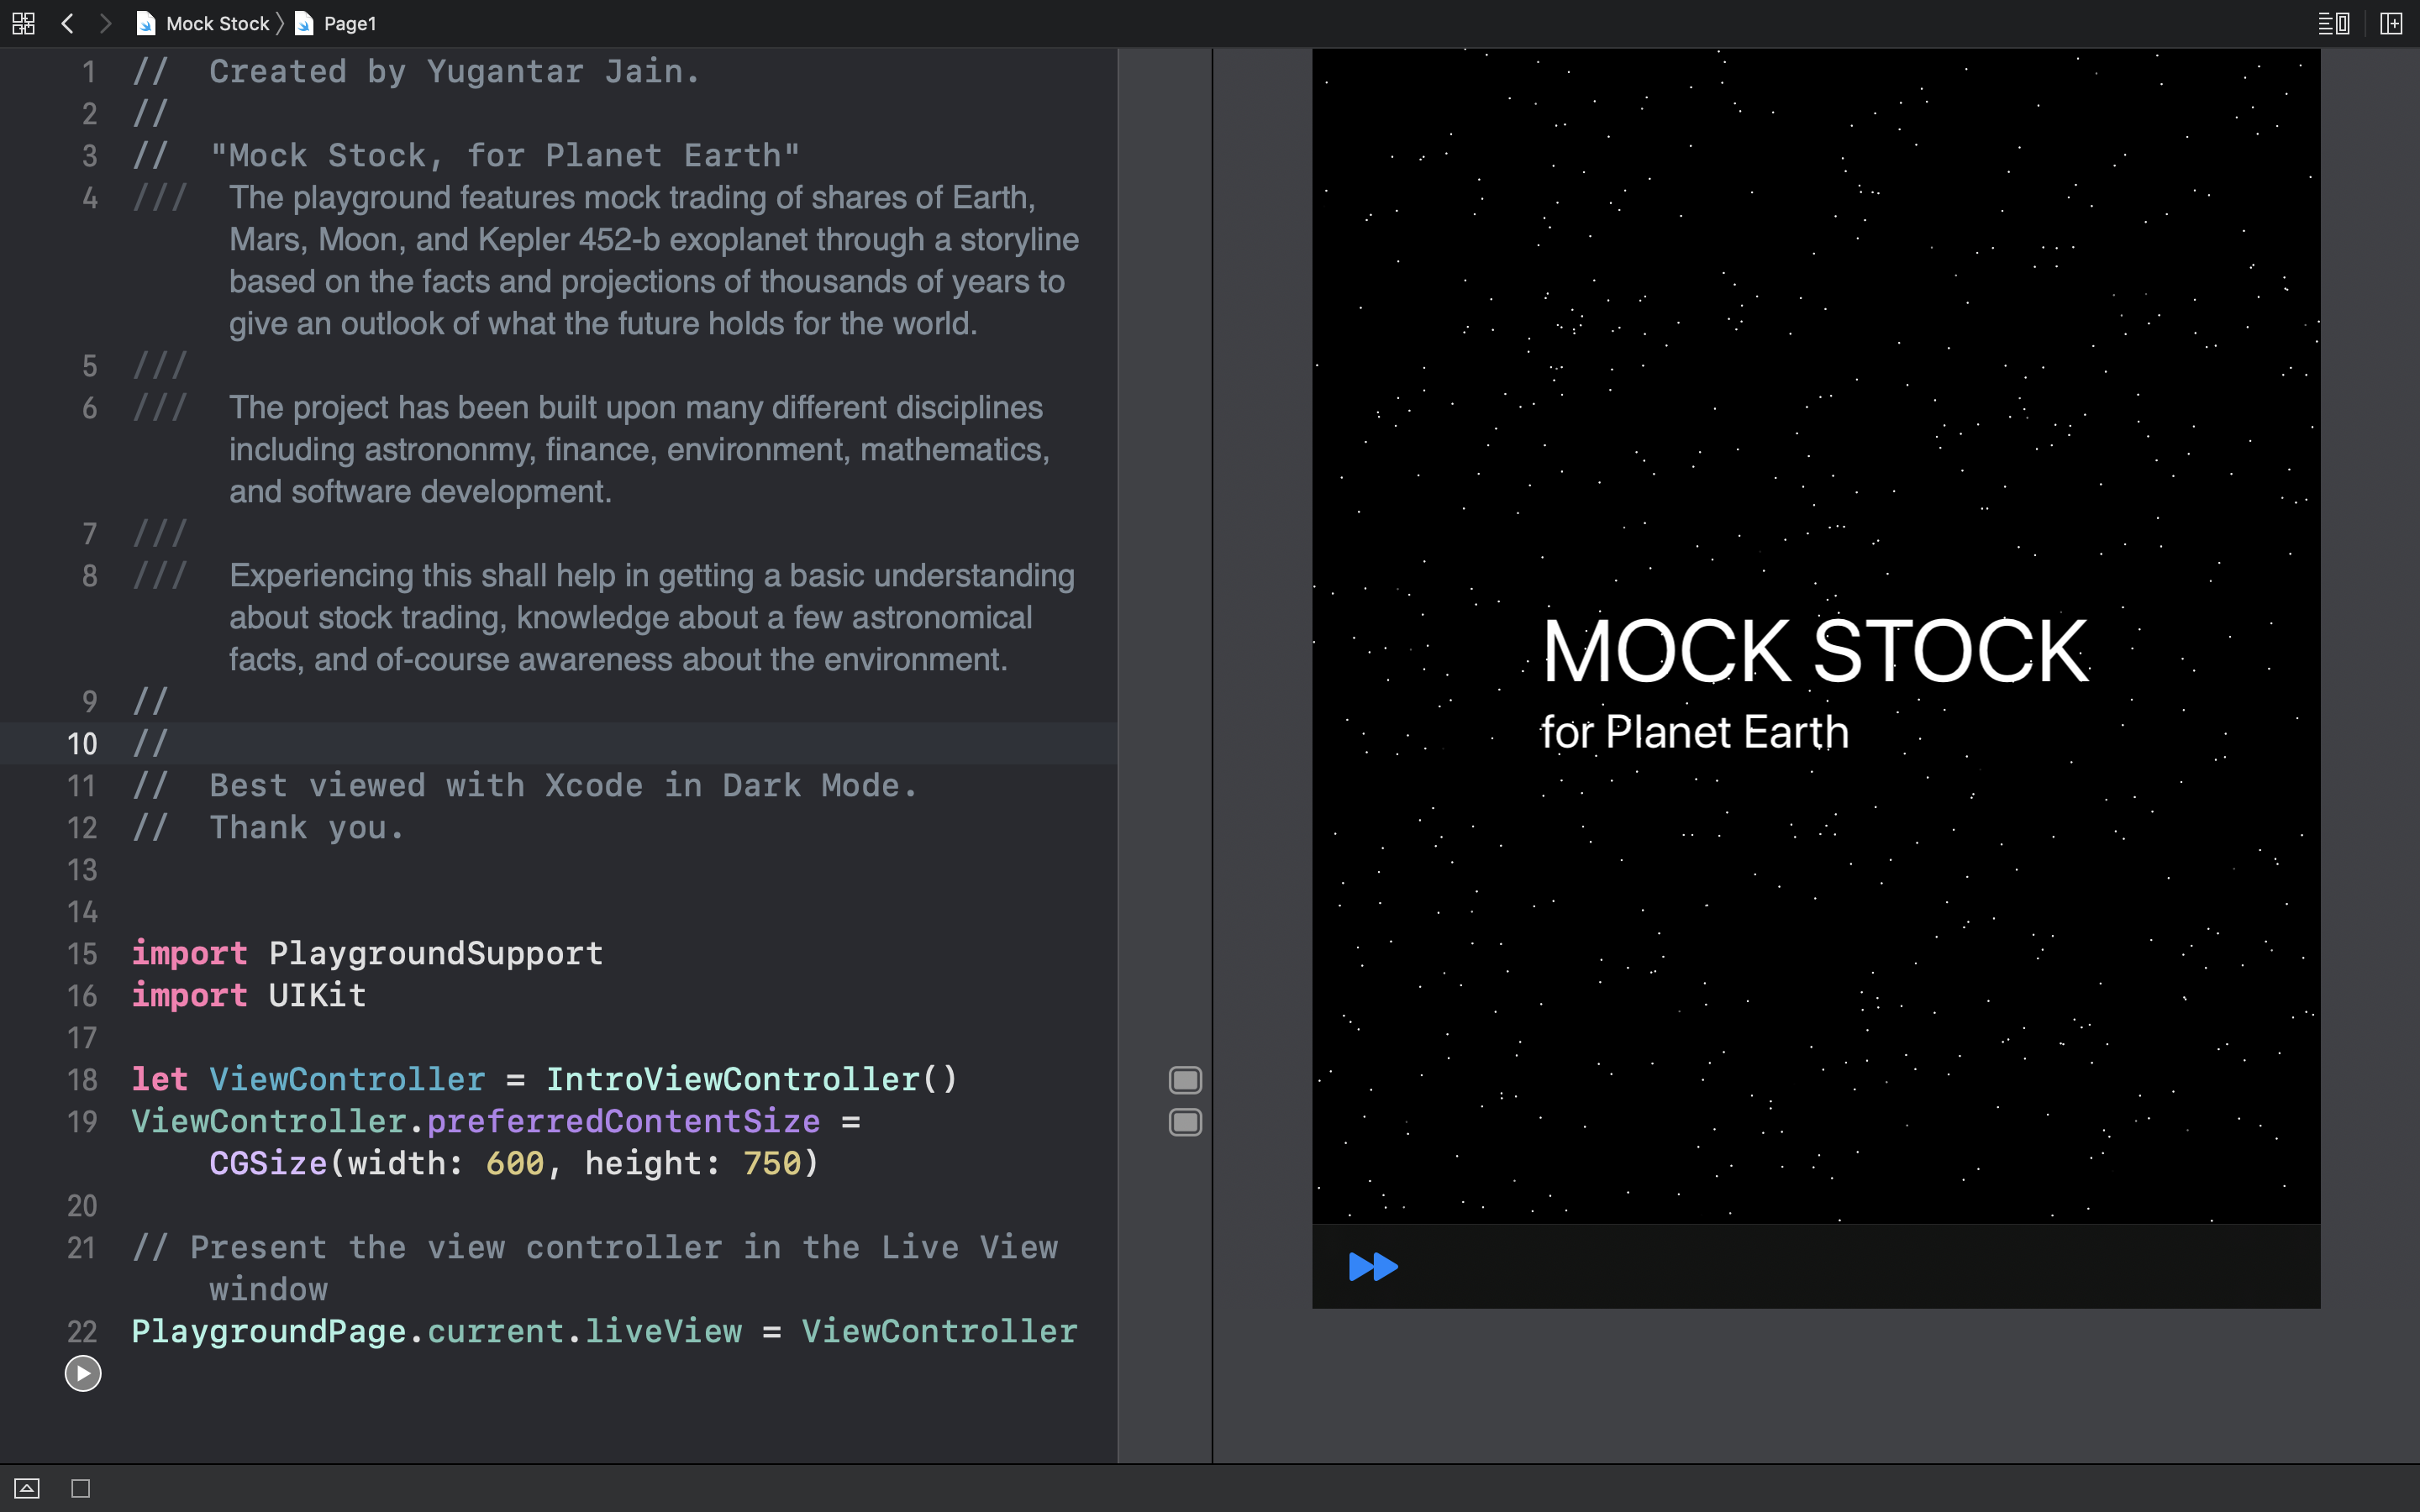 Mock Stock Page1
1 // Created by Yugantar Jain.
2 //
3 // "Mock Stock, for Planet Earth"
4 /// The playground features mock trading of shares of Earth,
Mars, Moon, and Kepler 452-b exoplanet through a storyline
based on the facts and projections of thousands of years to
give an outlook of what the future holds for the world.
5 ///
6 /// The project has been built upon many different disciplines
including astrononmy, finance, environment, mathematics,
and software development.
7 ///
8 /// Experiencing this shall help in getting a basic understanding
about stock trading, knowledge about a few astronomical
facts, and of-course awareness about the environment.
9 //
10 //
11 // Best viewed with Xcode in Dark Mode.
12 // Thank you.
13
14
15 import PlaygroundSupport
16 import UIKit
17
18 let ViewController = IntroViewController()
19 ViewController.preferredContentSize =
CGSize(width: 600, height: 750)
20
21 // Present the view controller in the Live View
window
22 PlaygroundPage.current.liveView = ViewController
MOCK STOCK
for Planet Earth